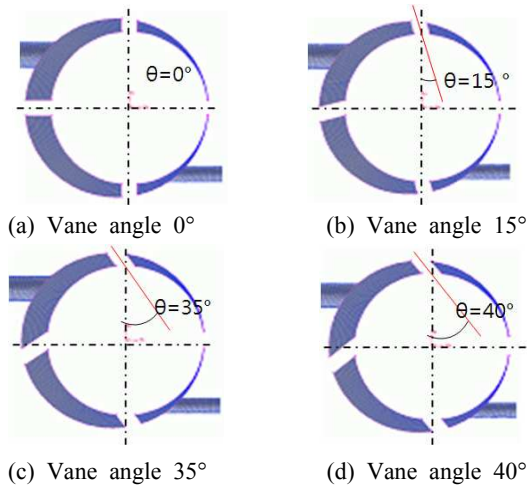 θ=0°
θ=15 °
(a) Vane angle 0°
(b) Vane angle 15°
θ=35°
θ=40°
(c) Vane angle 35°
(d) Vane angle 40°